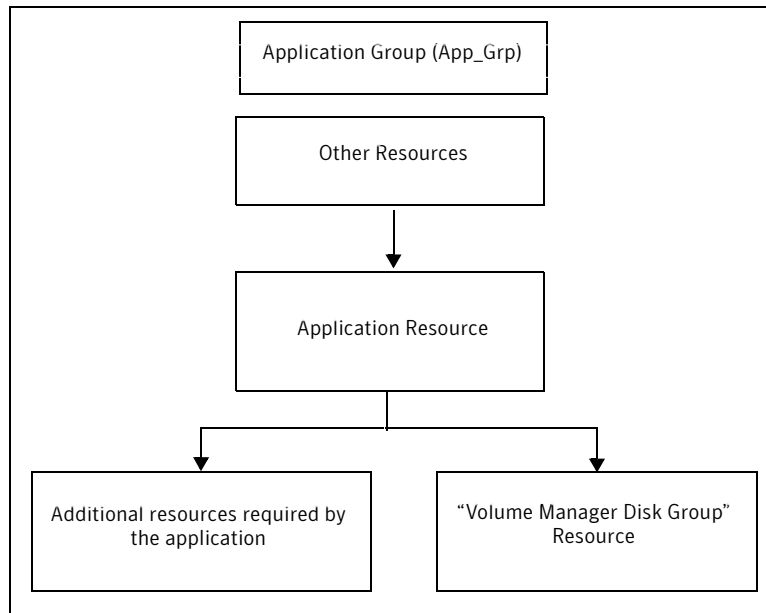 Application Group (App_Grp)
Other Resources
Application Resource
Additional resources required by
the application
“Volume Manager Disk Group”
Resource